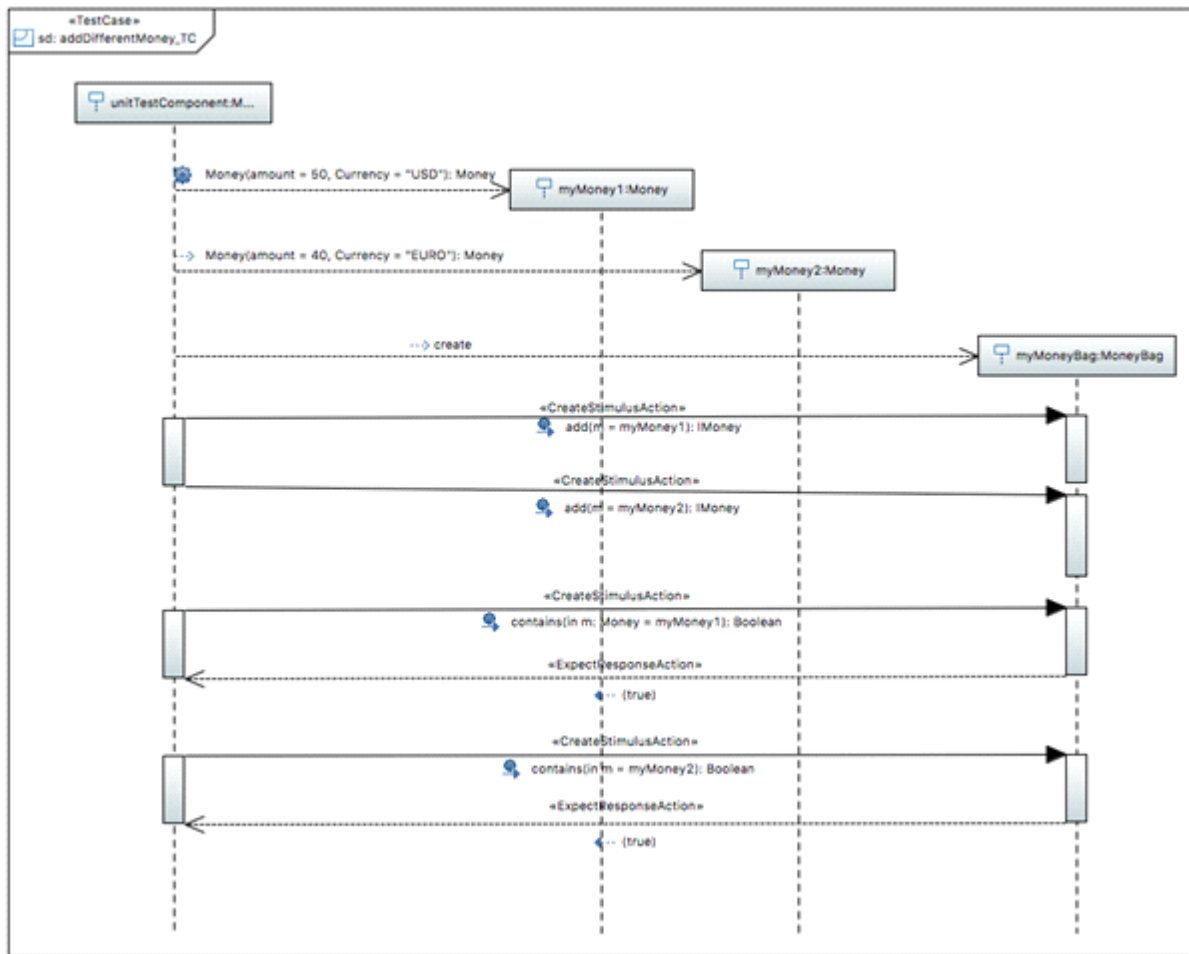 «TestCase»
sd: addDifferentMoney_TC
unitTestComponent:M...
Money(amount = 50, Currency = "USD"): Money
myMoney1:Money
Money(amount = 40, Currency = "EURO"): Money
myMoney2:Money
create
myMoneyBag:MoneyBag
«CreateStimulusAction»
add(m = myMoney1): IMoney
«CreateStimulusAction»
add(m = myMoney2): IMoney
«CreateStimulusAction»
contains(in m: Money = myMoney1): Boolean
«ExpectResponseAction»
(true)
«CreateStimulusAction»
contains(in m = myMoney2): Boolean
«ExpectResponseAction»
(true)